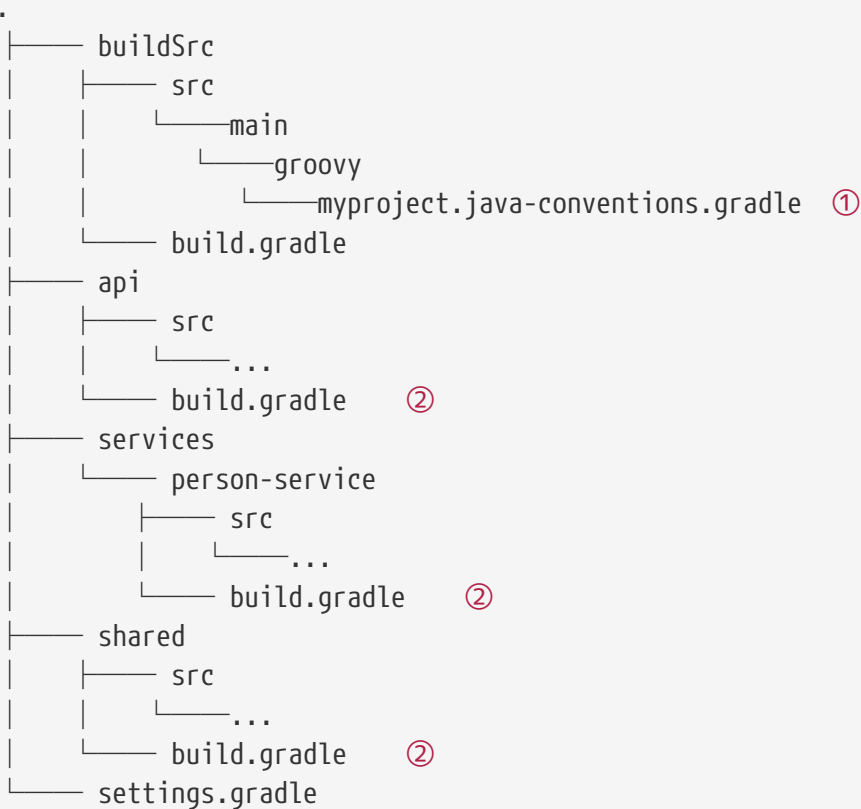 .
├── buildSrc
│   ├── src
│   │   └──main
│   │      └──groovy
│   │         └──myproject.java-conventions.gradle ①
│   └── build.gradle
├── api
│   ├── src
│   │   └──...
│   └── build.gradle ②
├── services
│   └── person-service
│       ├── src
│       │   └──...
│       └── build.gradle ②
├── shared
│   ├── src
│   │   └──...
│   └── build.gradle ②
└── settings.gradle